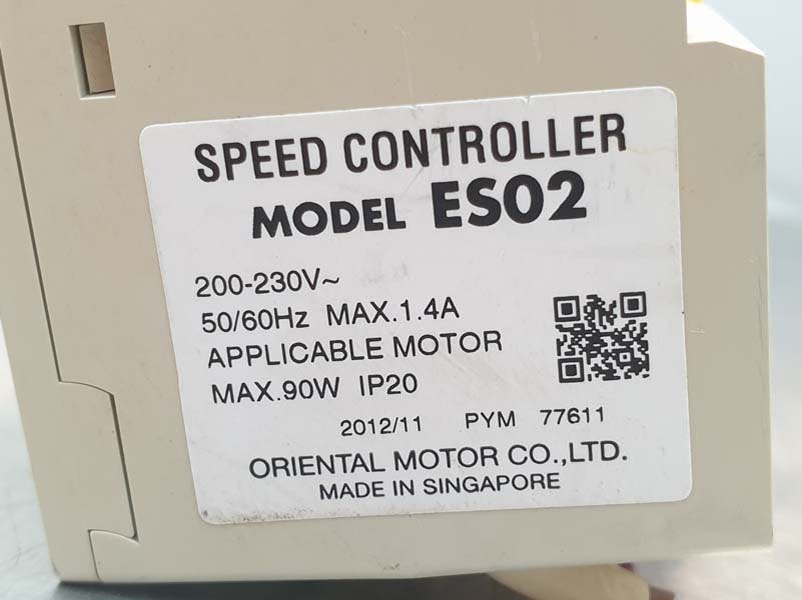 SPEED CONTROLLER
MODEL ES02
200-230V~
50/60Hz MAX.1.4A
APPLICABLE MOTOR
MAX.90W IP20
2012/11 PYM 77611
ORIENTAL MOTOR CO.,LTD.
MADE IN SINGAPORE